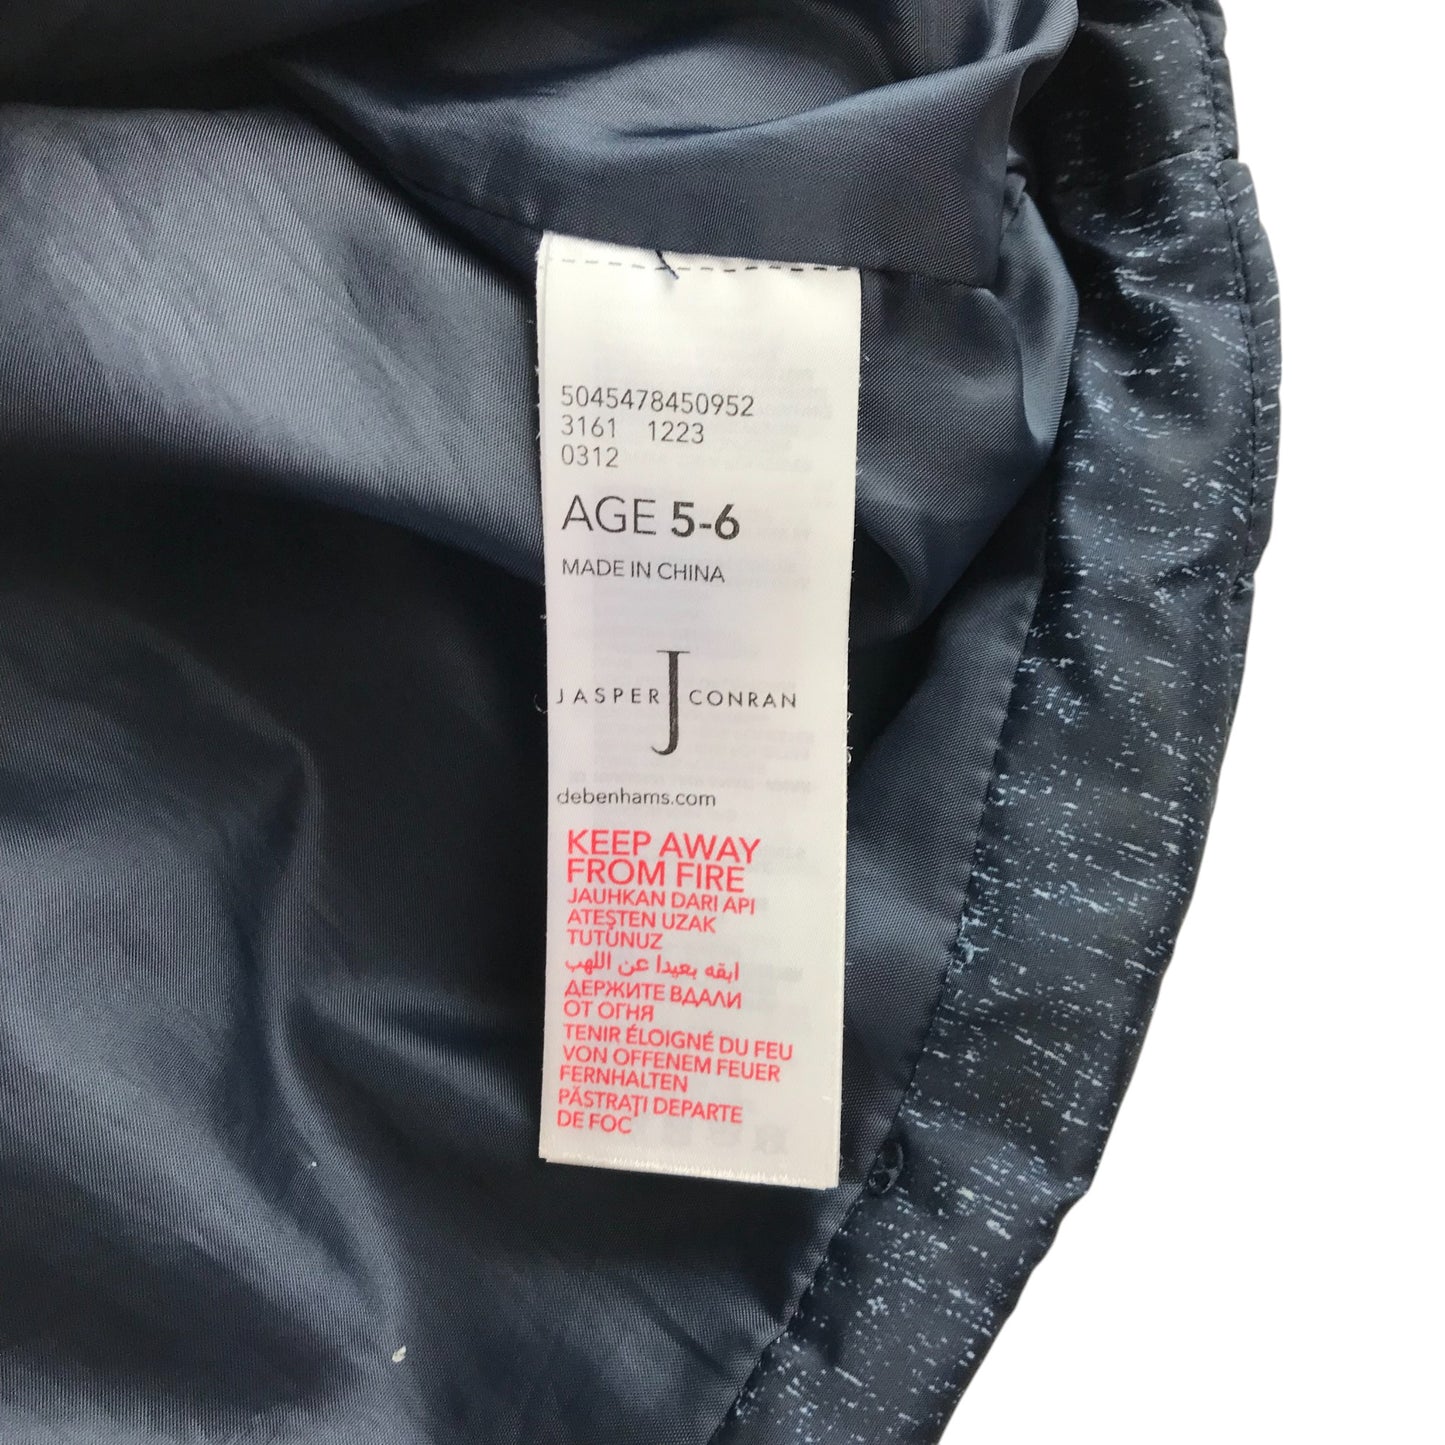 5045478450952
3161 1223
0312
AGE 5-6
MADE IN CHINA
J
JASPER CONRAN
debenhams.com
KEEP AWAY
FROM FIRE
JAUHKAN DARI API
ATEŞTEN UZAK
TUTUNUZ
ابقه بعيدا عن اللهب
ДЕРЖИТЕ ВДАЛИ
ОТ ОГНЯ
TENIR ÉLOIGNÉ DU FEU
VON OFFENEM FEUER
FERNHALTEN
PĂSTRAȚI DEPARTE
DE FOC